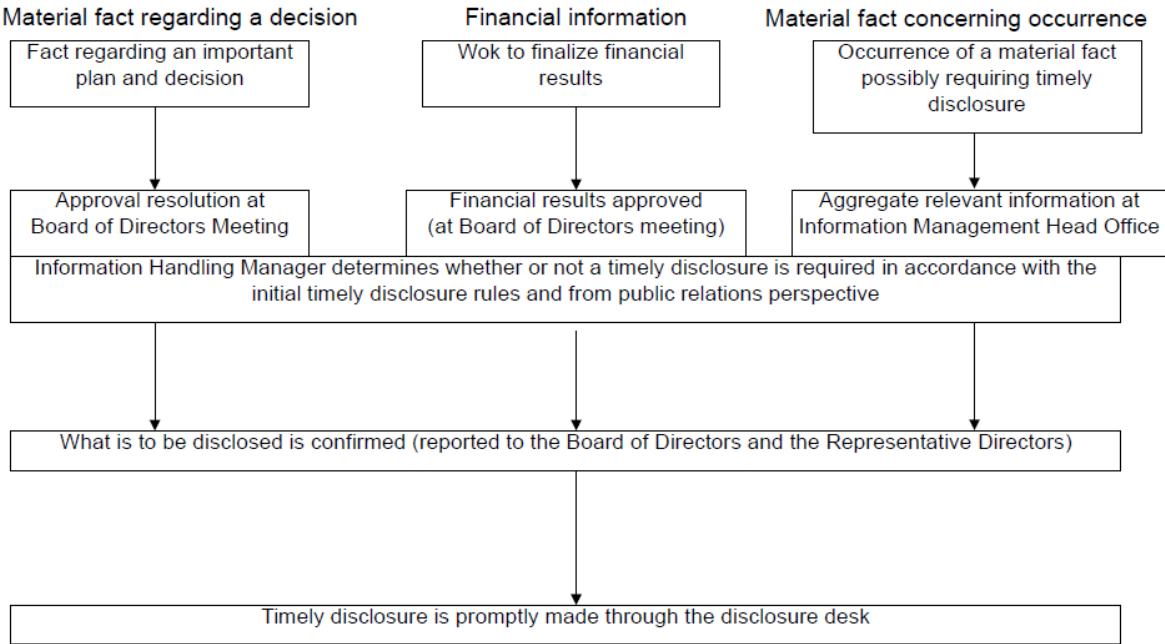 Material fact regarding a decision
Financial information
Material fact concerning occurrence
Fact regarding an important
plan and decision
Wok to finalize financial
results
Occurrence of a material fact
possibly requiring timely
disclosure
Approval resolution at
Board of Directors Meeting
Financial results approved
(at Board of Directors meeting)
Aggregate relevant information at
Information Management Head Office
Information Handling Manager determines whether or not a timely disclosure is required in accordance with the
initial timely disclosure rules and from public relations perspective
What is to be disclosed is confirmed (reported to the Board of Directors and the Representative Directors)
Timely disclosure is promptly made through the disclosure desk